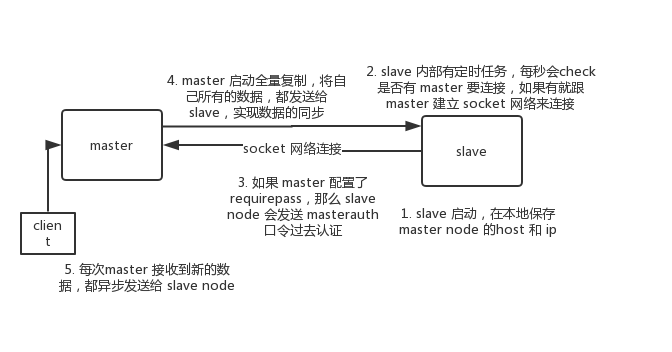 4. master 启动全量复制，将自
己所有的数据，都发送给
slave，实现数据的同步
2. slave 内部有定时任务，每秒会check
是否有 master 要连接，如果有就跟
master 建立 socket 网络来连接
master
socket 网络连接
slave
3. 如果 master 配置了
requirepass，那么 slave
node 会发送 masterauth
口令过去认证
1. slave 启动，在本地保存
master node 的host 和 ip
clien
t
5. 每次master 接收到新的数
据，都异步发送给 slave node